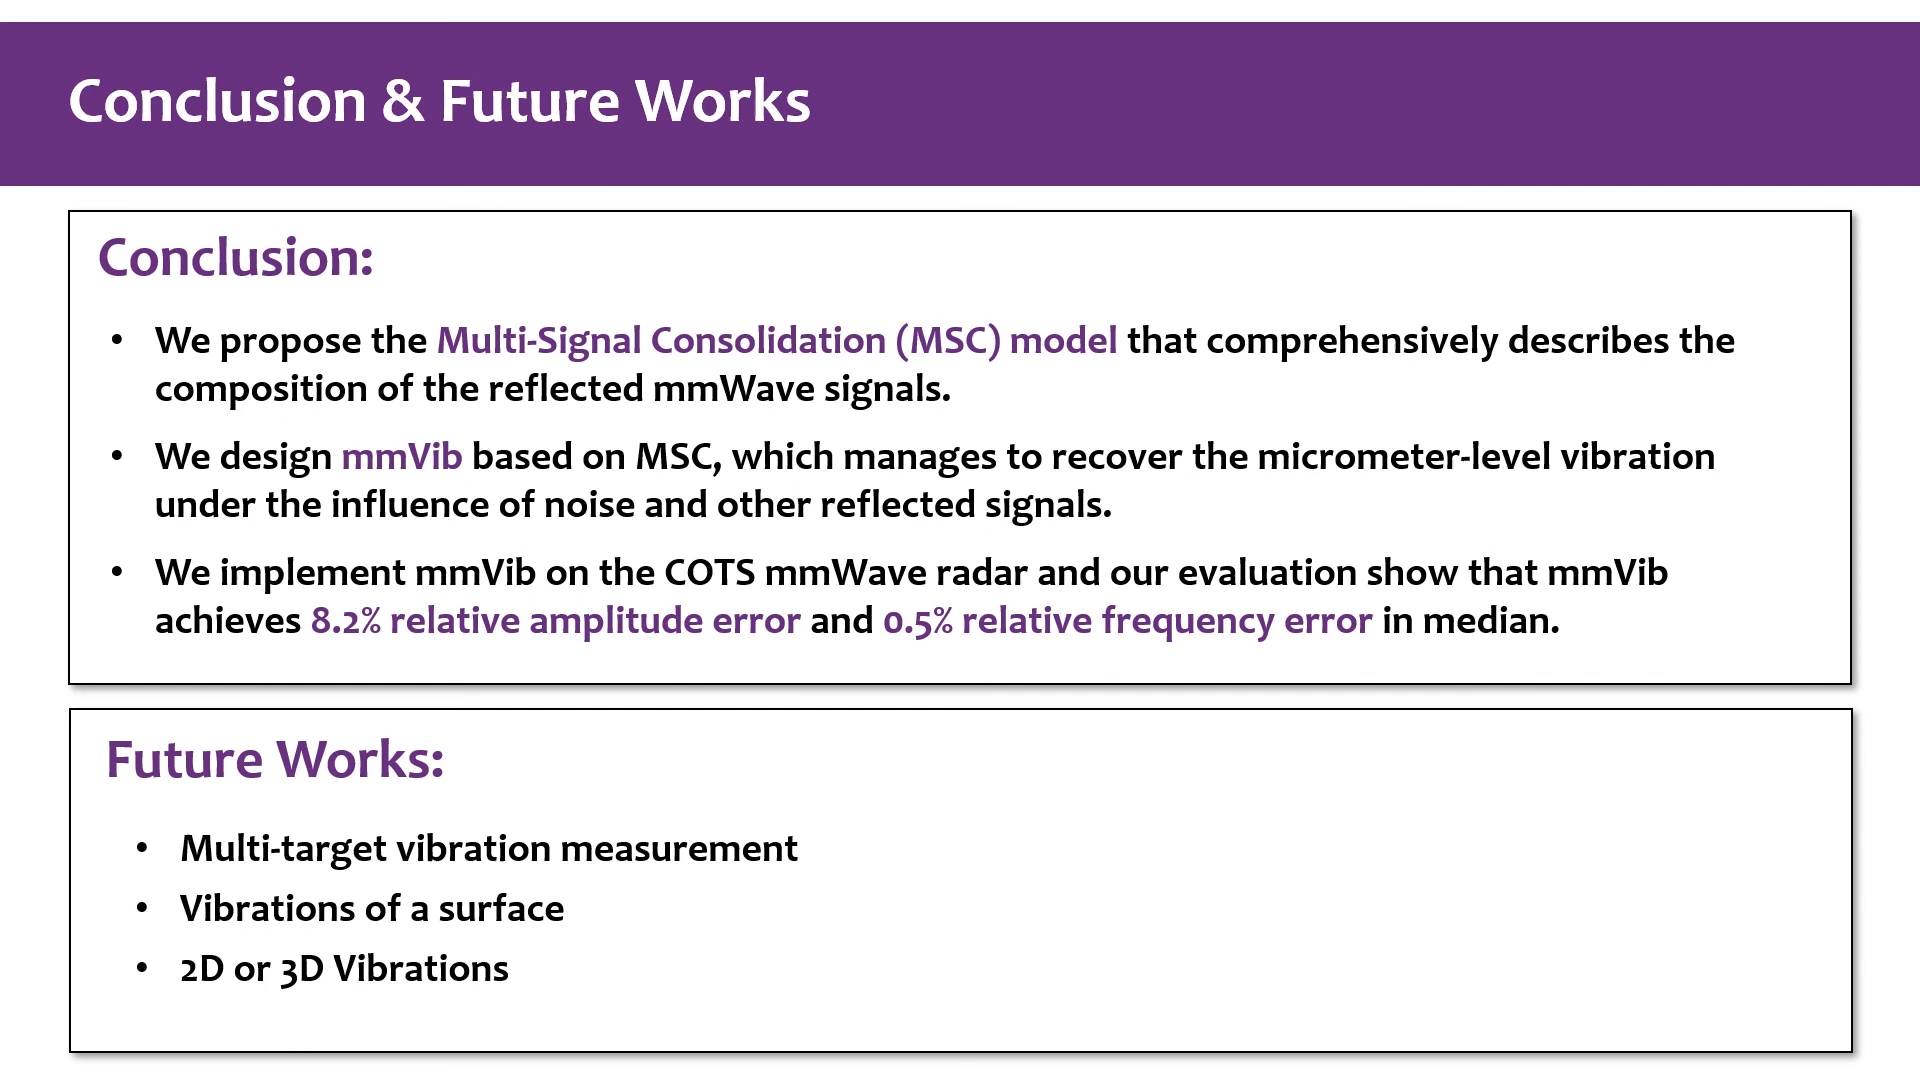 Conclusion & Future Works
Conclusion:
• We propose the Multi-Signal Consolidation (MSC) model that comprehensively describes the
composition of the reflected mmWave signals.
• We design mmVib based on MSC, which manages to recover the micrometer-level vibration
under the influence of noise and other reflected signals.
• We implement mmVib on the COTS mmWave radar and our evaluation show that mmVib
achieves 8.2% relative amplitude error and 0.5% relative frequency error in median.
Future Works:
• Multi-target vibration measurement
• Vibrations of a surface
• 2D or 3D Vibrations